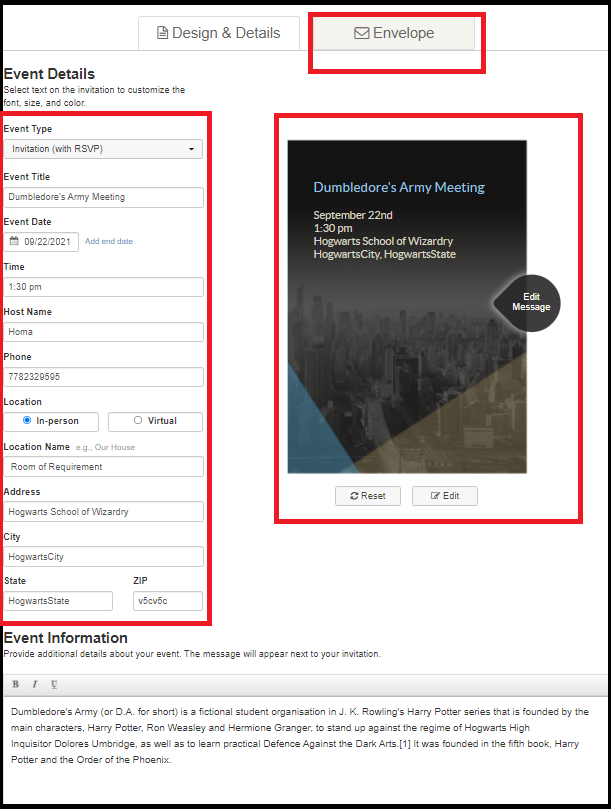 Design & Details
Envelope
Event Details
Select text on the invitation to customize the
font, size, and color.
Event Type
Invitation (with RSVP)
Event Title
Dumbledore's Army Meeting
Event Date
09/22/2021 Add end date
Time
1:30 pm
Host Name
Homa
Phone
7782329595
Location
In-person Virtual
Location Name e.g., Our House
Room of Requirement
Address
Hogwarts School of Wizardry
City
HogwartsCity
State ZIP
HogwartsState v5cv5c
Dumbledore's Army Meeting
September 22nd
1:30 pm
Hogwarts School of Wizardry
HogwartsCity, HogwartsState
Edit
Message
Reset Edit
Event Information
Provide additional details about your event. The message will appear next to your invitation.
B I U
Dumbledore's Army (or D.A. for short) is a fictional student organisation in J. K. Rowling's Harry Potter series that is founded by the
main characters, Harry Potter, Ron Weasley and Hermione Granger, to stand up against the regime of Hogwarts High
Inquisitor Dolores Umbridge, as well as to learn practical Defence Against the Dark Arts.[1] It was founded in the fifth book, Harry
Potter and the Order of the Phoenix.